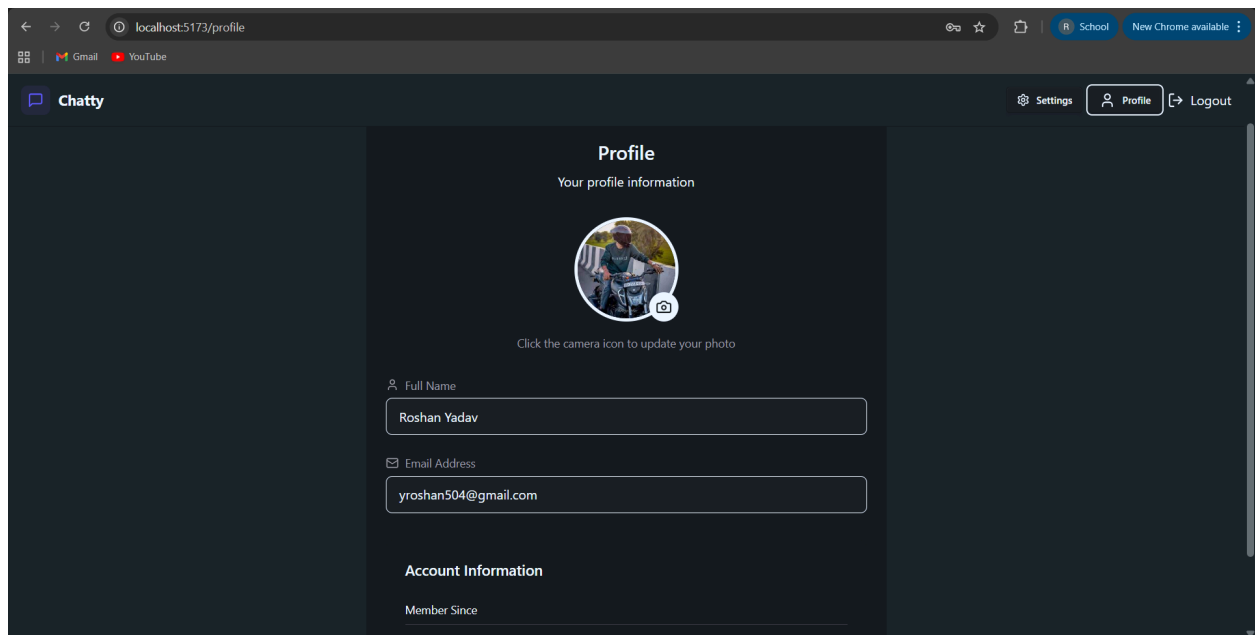 localhost:5173/profile
R School New Chrome available
Gmail YouTube
Chatty Settings Profile Logout
Profile
Your profile information
Click the camera icon to update your photo
Full Name
Roshan Yadav
Email Address
yroshan504@gmail.com
Account Information
Member Since